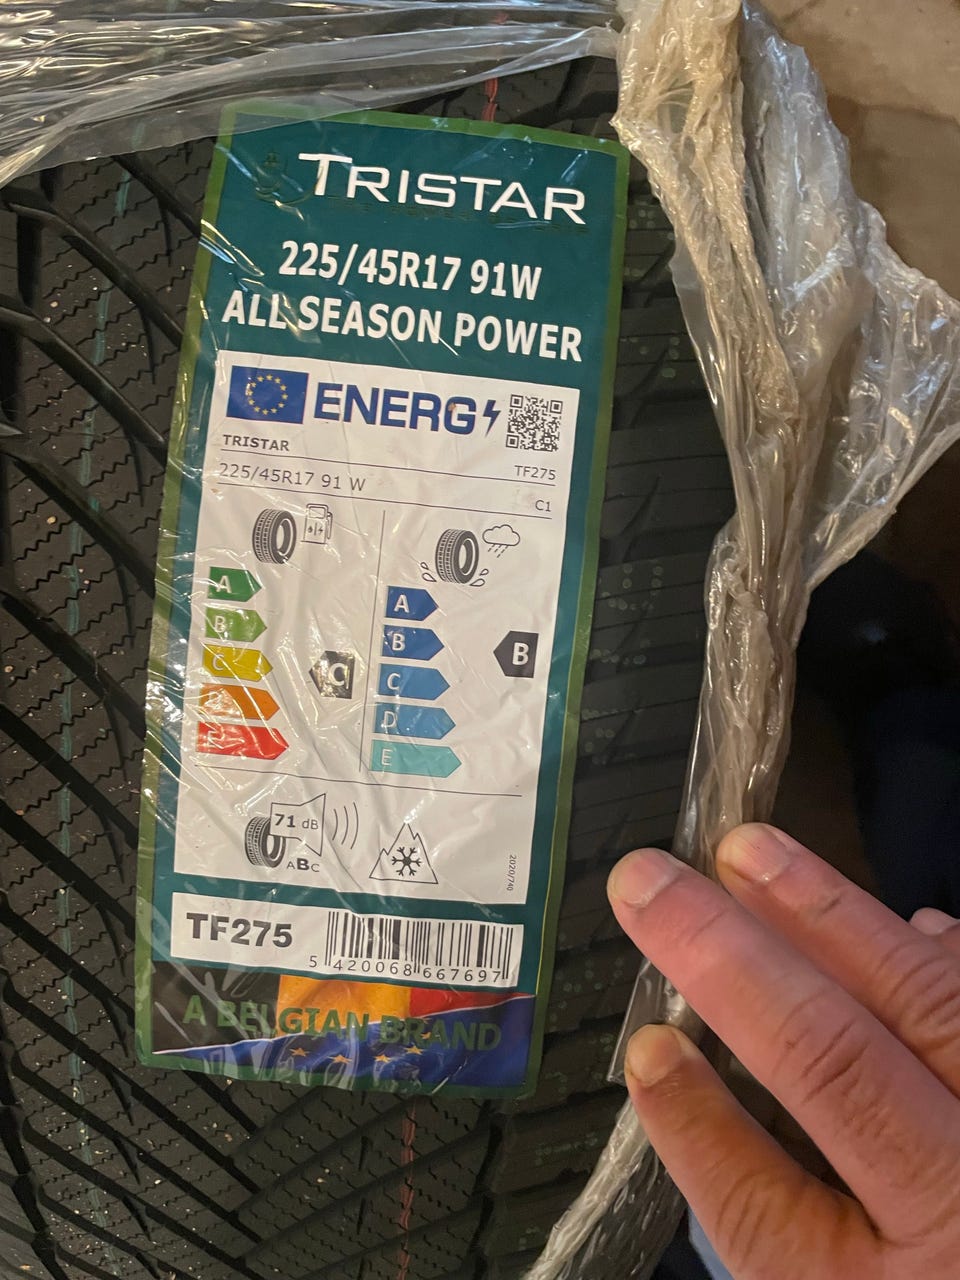 TRISTAR
225/45R17 91W
ALL SEASON POWER
ENERG
TRISTAR
TF275
225/45R17 91 W
C1
A
B
C
D
E
C
A
B
C
D
E
B
71 dB
ABC
2020/740
TF275
5 420068 667697
A BELGIAN BRAND